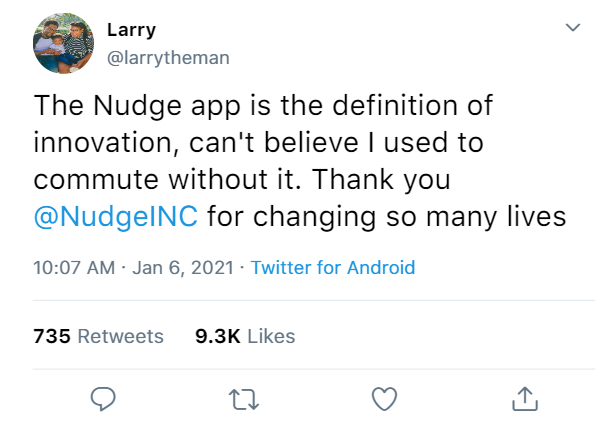 Larry
@larrytheman
The Nudge app is the definition of
innovation, can't believe I used to
commute without it. Thank you
@NudgeINC for changing so many lives
10:07 AM · Jan 6, 2021 · Twitter for Android
735 Retweets 9.3K Likes